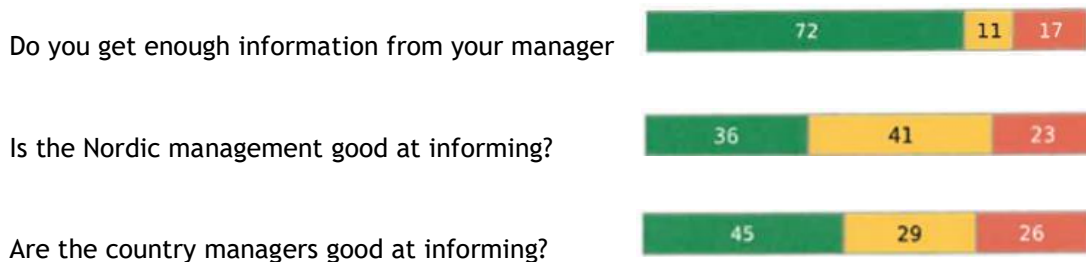 Do you get enough information from your manager 72 11 17
Is the Nordic management good at informing? 36 41 23
Are the country managers good at informing? 45 29 26